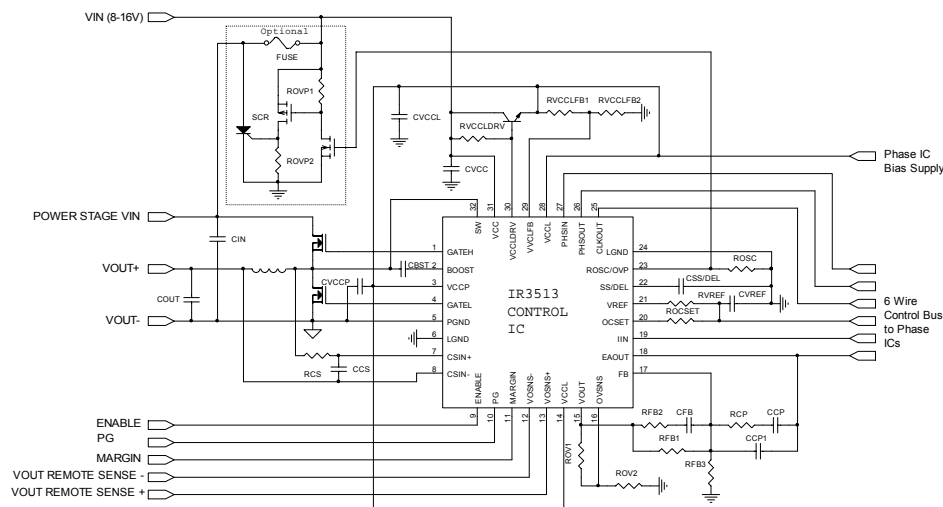 VIN (8-16V)
Optional
FUSE
ROVP1
SCR
ROVP2
CVCCL
RVCCLFB1
RVCCLFB2
RVCCLDRV
CVCC
Phase IC
Bias Supply
POWER STAGE VIN
CIN
VOUT+
COUT
VOUT-
CBST
CVCCP
RCS
CCS
32
31
30
29
28
27
26
25
SW
VCC
VCCLDRV
VVCLFB
VCCL
PHSIN
PHSOUT
CLKOUT
1 GATEH
2 BOOST
3 VCCP
4 GATEL
5 PGND
6 LGND
7 CSIN+
8 CSIN-
IR3513
CONTROL
IC
LGND 24
ROSC/OVP 23
SS/DEL 22
VREF 21
OCSET 20
IIN 19
EAOUT 18
FB 17
ENABLE
PG
MARGIN
VOSNS-
VOSNS+
VCCL
VOUT
OVSNS
9
10
11
12
13
14
15
16
ROSC
CSS/DEL
RVREF
CVREF
ROCSET
6 Wire
Control Bus
to Phase
ICs
RFB2
CFB
RCP
CCP
RFB1
CCP1
RFB3
ROV1
ROV2
ENABLE
PG
MARGIN
VOUT REMOTE SENSE -
VOUT REMOTE SENSE +